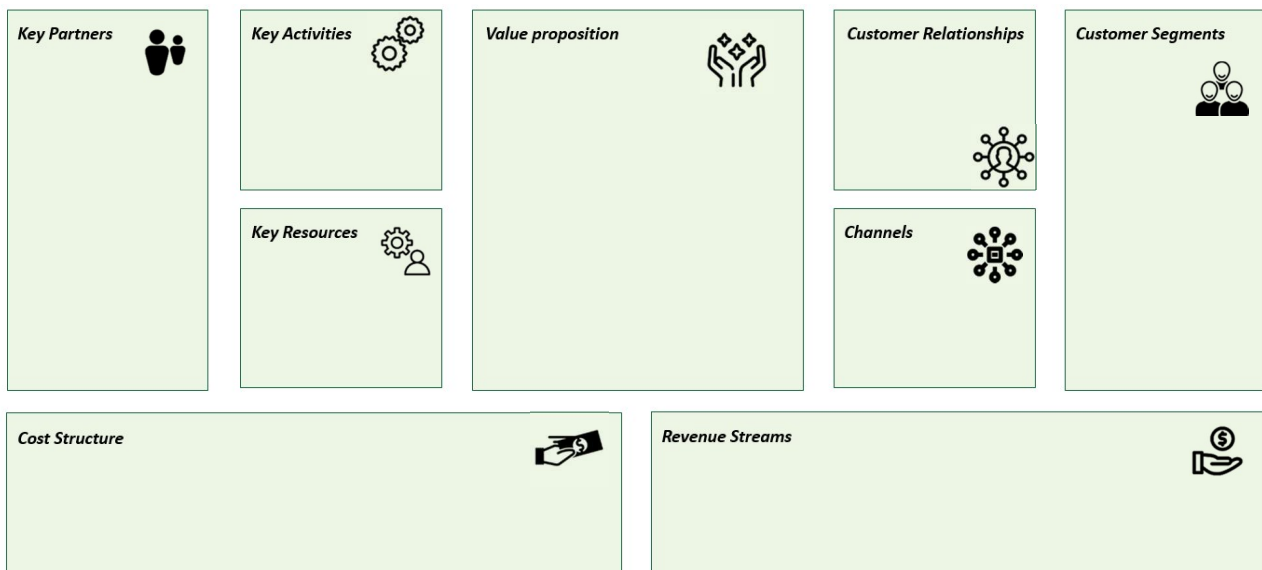 Key Partners
Key Activities
Value proposition
Customer Relationships
Customer Segments
Key Resources
Channels
Cost Structure
Revenue Streams